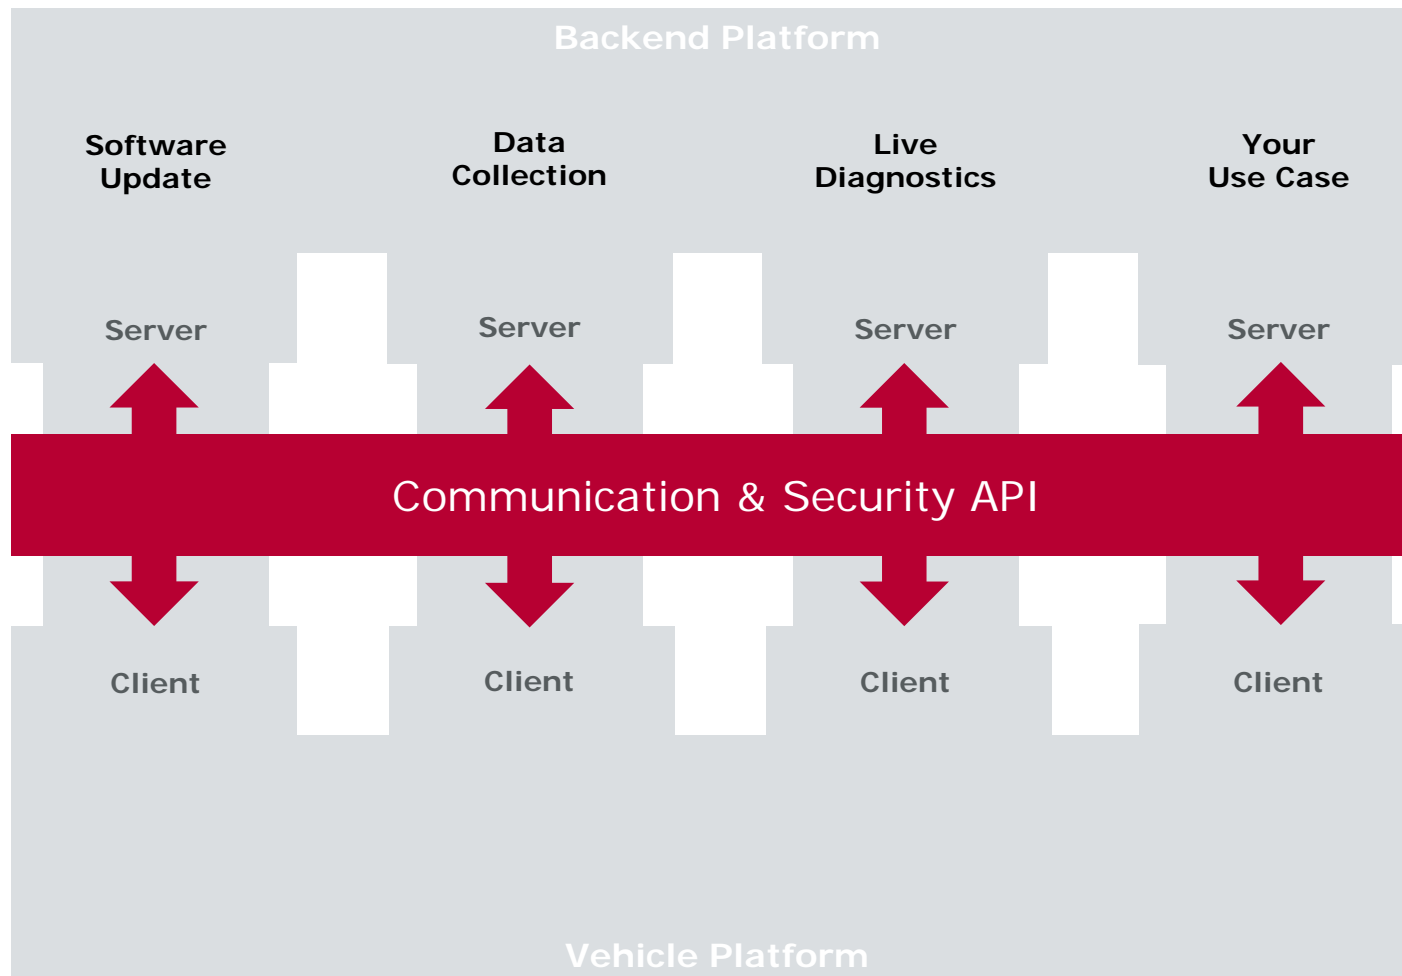 Backend Platform
Software
Update
Data
Collection
Live
Diagnostics
Your
Use Case
Server
Server
Server
Server
Communication & Security API
Client
Client
Client
Client
Vehicle Platform